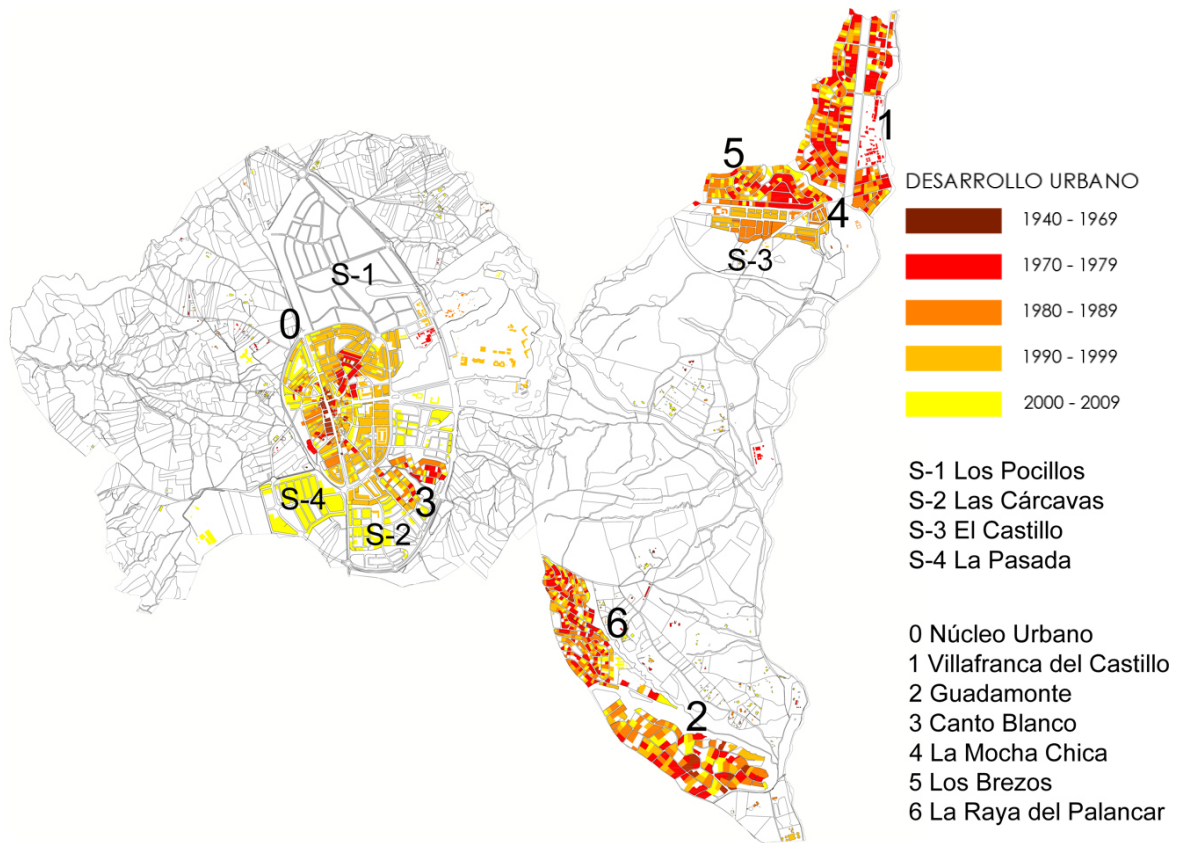 1
5
DESARROLLO URBANO
1940 - 1969
4
S-3
1970 - 1979
S-1
0
1980 - 1989
1990 - 1999
2000 - 2009
S-1 Los Pocillos
S-4
3
S-2 Las Cárcavas
S-2
S-3 El Castillo
S-4 La Pasada
6
0 Núcleo Urbano
1 Villafranca del Castillo
2
2 Guadamonte
3 Canto Blanco
4 La Mocha Chica
5 Los Brezos
6 La Raya del Palancar